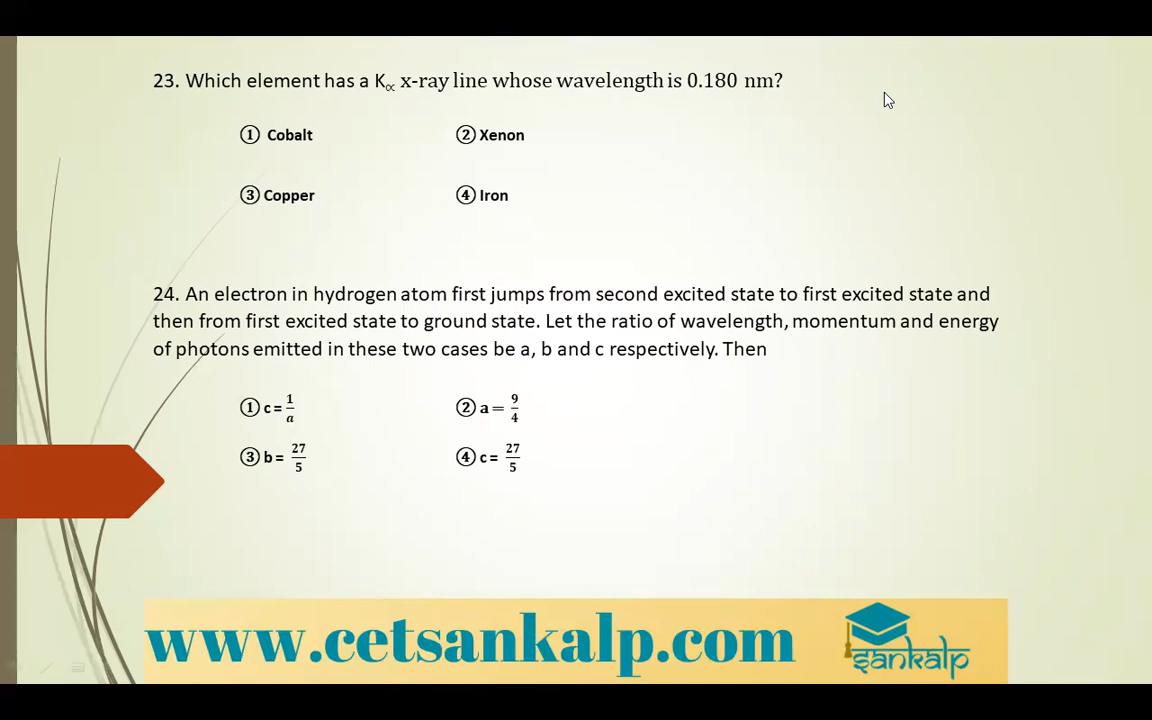 23. Which element has a K∝ x-ray line whose wavelength is 0.180 nm?
① Cobalt ② Xenon
③ Copper ④ Iron
24. An electron in hydrogen atom first jumps from second excited state to first excited state and
then from first excited state to ground state. Let the ratio of wavelength, momentum and energy
of photons emitted in these two cases be a, b and c respectively. Then
① c = 1/a ② a = 9/4
③ b = 27/5 ④ c = 27/5
www.cetsankalp.com
sankalp